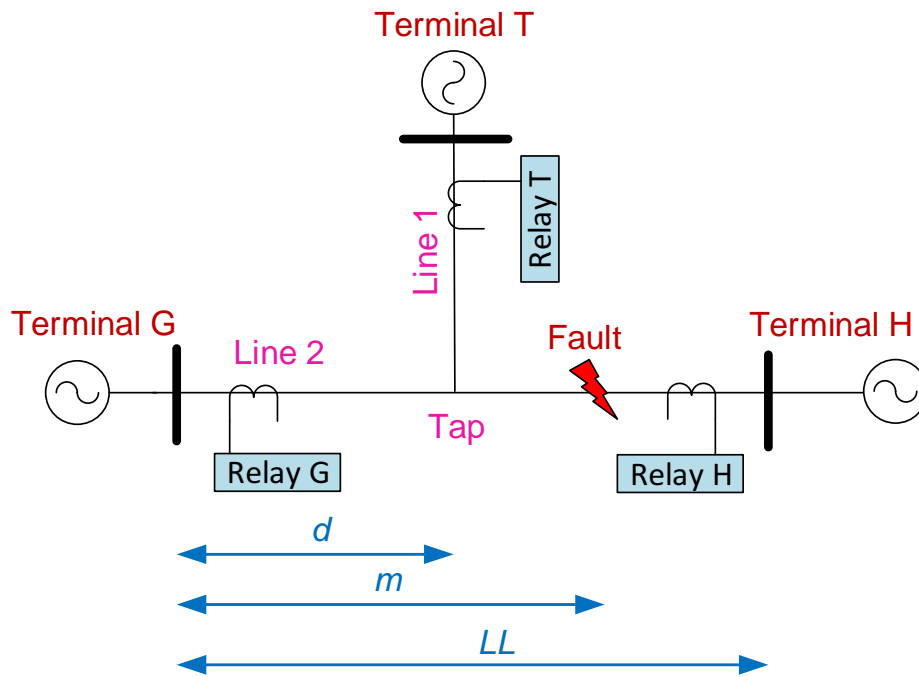 Terminal T
Relay T
Line 1
Terminal G
Line 2
Fault
Terminal H
Tap
Relay G
Relay H
d
m
LL